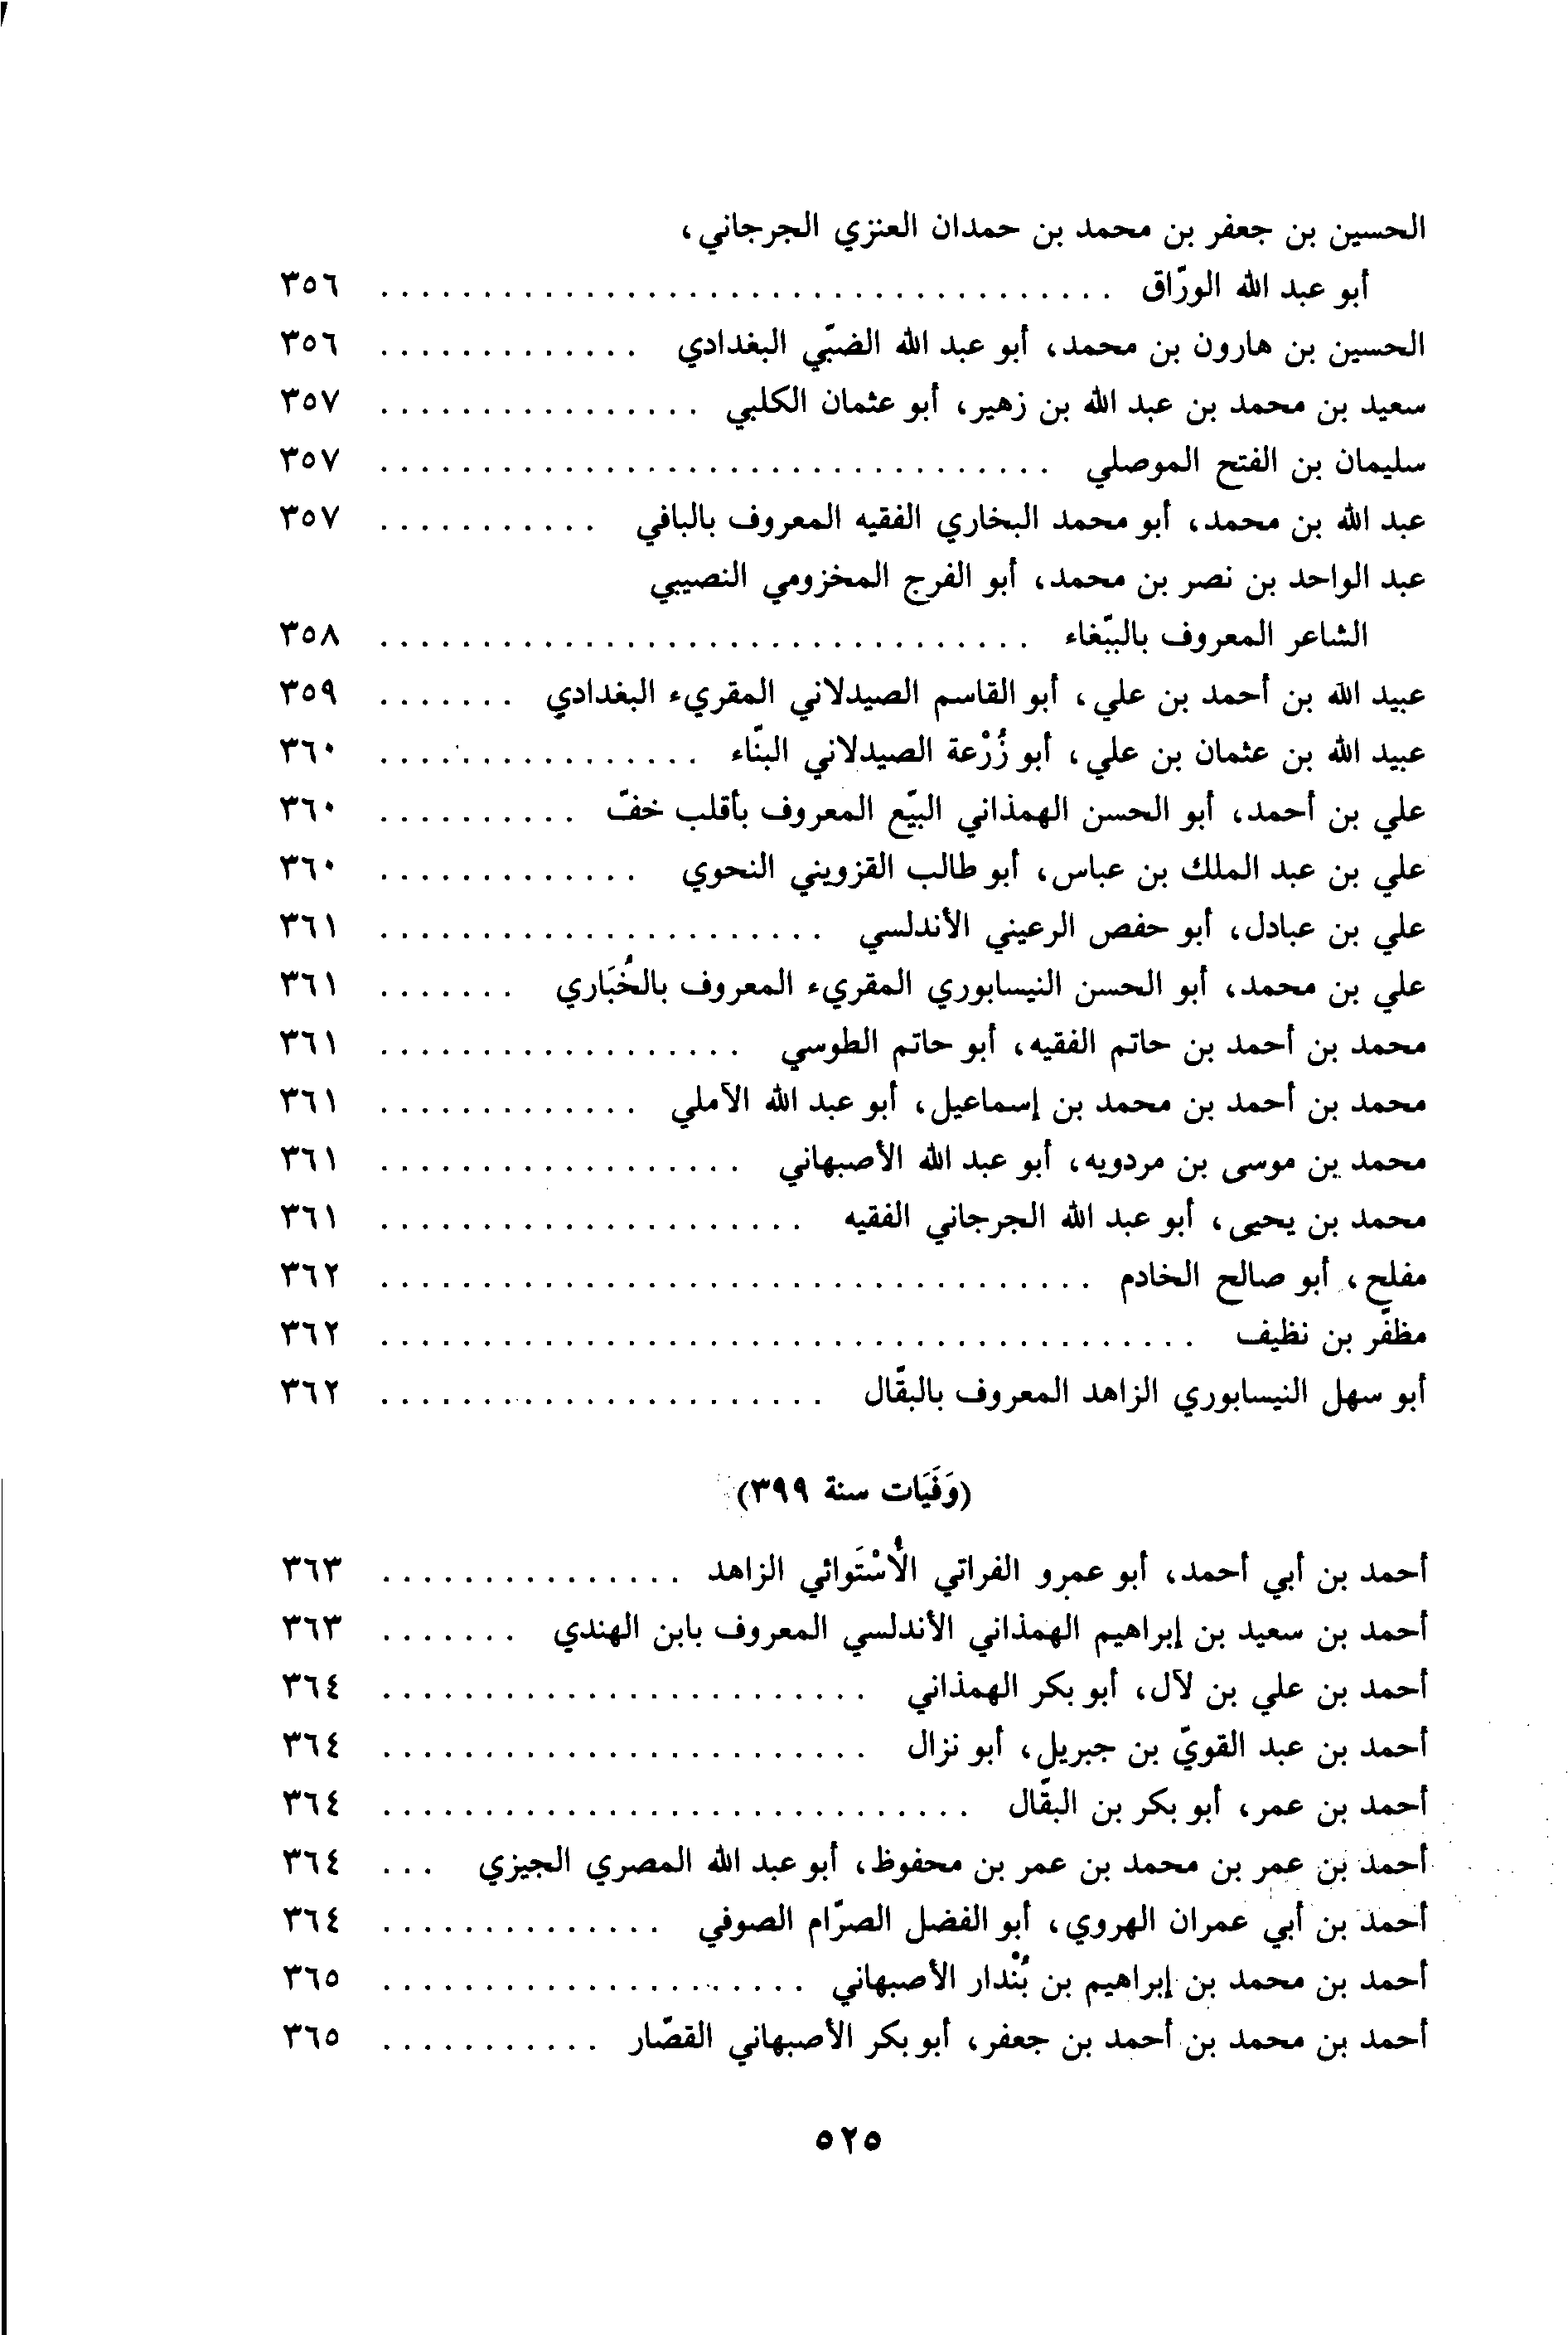 الحسين بن جعفر بن محمد بن حمدان العنزي الجرجاني،
أبو عبد الله الورّاق . . . . . . . . . . . . . . . . . . . . . . . . . . . . . . . . . . . . ٣٥٦
الحسين بن هارون بن محمد، أبو عبد الله الضبّي البغدادي . . . . . . . . . . . . . ٣٥٦
سعيد بن محمد بن عبد الله بن زهير، أبو عثمان الكلبي . . . . . . . . . . . . . . . . ٣٥٧
سليمان بن الفتح الموصلي . . . . . . . . . . . . . . . . . . . . . . . . . . . . . . . . . ٣٥٧
عبد الله بن محمد، أبو محمد البخاري الفقيه المعروف بالبافي . . . . . . . . . . . ٣٥٧
عبد الواحد بن نصر بن محمد، أبو الفرج المخزومي النصيبي
الشاعر المعروف بالببّغاء . . . . . . . . . . . . . . . . . . . . . . . . . . . . . . . . ٣٥٨
عبيد الله بن أحمد بن علي، أبو القاسم الصيدلاني المقريء البغدادي . . . . . . . ٣٥٩
عبيد الله بن عثمان بن علي، أبو زُرْعة الصيدلاني البنّاء . . . . . . . . . . . . . . . . ٣٦٠
علي بن أحمد، أبو الحسن الهمذاني البيّع المعروف بأقلب خفّ . . . . . . . . . . ٣٦٠
علي بن عبد الملك بن عباس، أبو طالب القزويني النحوي . . . . . . . . . . . . . ٣٦٠
علي بن عبادل، أبو حفص الرعيني الأندلسي . . . . . . . . . . . . . . . . . . . . . . ٣٦١
علي بن محمد، أبو الحسن النيسابوري المقريء المعروف بالخُبَاري . . . . . . . ٣٦١
محمد بن أحمد بن حاتم الفقيه، أبو حاتم الطوسي . . . . . . . . . . . . . . . . . . ٣٦١
محمد بن أحمد بن محمد بن إسماعيل، أبو عبد الله الآملي . . . . . . . . . . . . . ٣٦١
محمد بن موسى بن مردويه، أبو عبد الله الأصبهاني . . . . . . . . . . . . . . . . . . ٣٦١
محمد بن يحيى، أبو عبد الله الجرجاني الفقيه . . . . . . . . . . . . . . . . . . . . . ٣٦١
مفلح، أبو صالح الخادم . . . . . . . . . . . . . . . . . . . . . . . . . . . . . . . . . . . ٣٦٢
مظفّر بن نظيف . . . . . . . . . . . . . . . . . . . . . . . . . . . . . . . . . . . . . . . . ٣٦٢
أبو سهل النيسابوري الزاهد المعروف بالبقّال . . . . . . . . . . . . . . . . . . . . . . ٣٦٢
(وَفَيَات سنة ٣٩٩)
أحمد بن أبي أحمد، أبو عمرو الفراتي الأُسْتَوائي الزاهد . . . . . . . . . . . . . . . ٣٦٣
أحمد بن سعيد بن إبراهيم الهمذاني الأندلسي المعروف بابن الهندي . . . . . . . ٣٦٣
أحمد بن علي بن لآل، أبو بكر الهمذاني . . . . . . . . . . . . . . . . . . . . . . . . ٣٦٤
أحمد بن عبد القويّ بن جبريل، أبو نزال . . . . . . . . . . . . . . . . . . . . . . . . ٣٦٤
أحمد بن عمر، أبو بكر بن البقّال . . . . . . . . . . . . . . . . . . . . . . . . . . . . . ٣٦٤
أحمد بن عمر بن محمد بن عمر بن محفوظ، أبو عبد الله المصري الجيزي . . . ٣٦٤
أحمد بن أبي عمران الهروي، أبو الفضل الصرّام الصوفي . . . . . . . . . . . . . . ٣٦٤
أحمد بن محمد بن إبراهيم بن بُنْدار الأصبهاني . . . . . . . . . . . . . . . . . . . . . ٣٦٥
أحمد بن محمد بن أحمد بن جعفر، أبو بكر الأصبهاني القصّار . . . . . . . . . . . ٣٦٥
٥٢٥